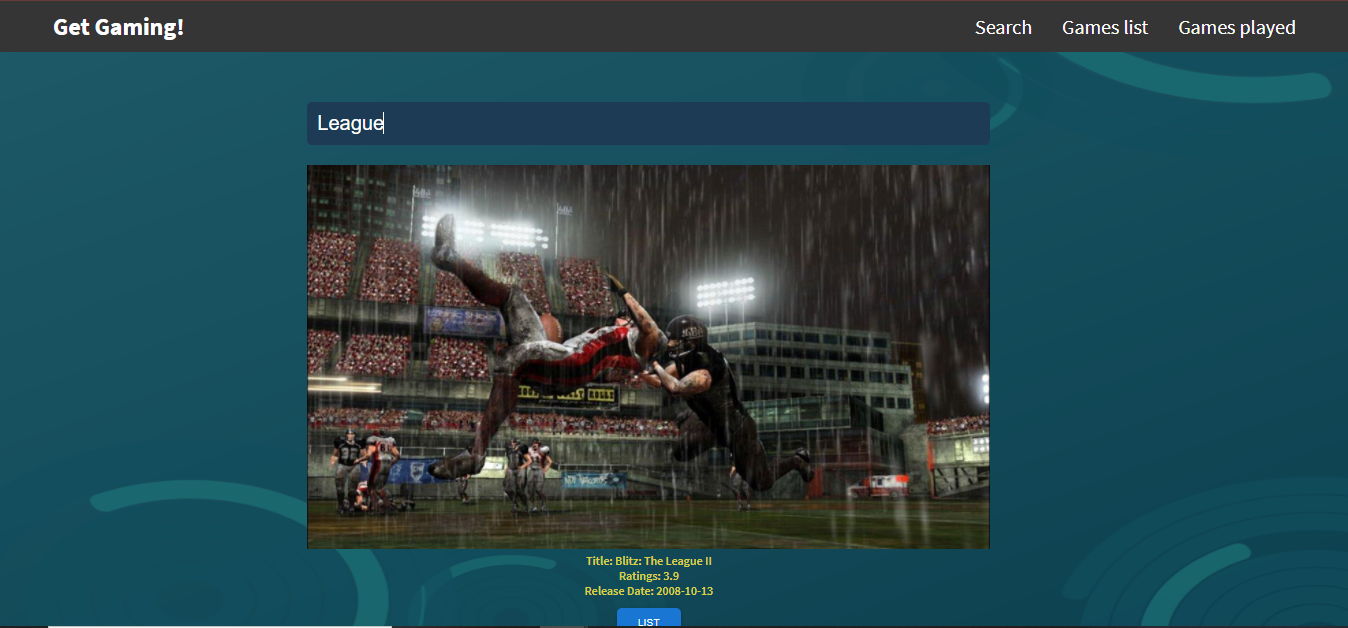 Get Gaming!
Search
Games list
Games played
League
Title: Blitz: The League II
Ratings: 3.9
Release Date: 2008-10-13
LIST